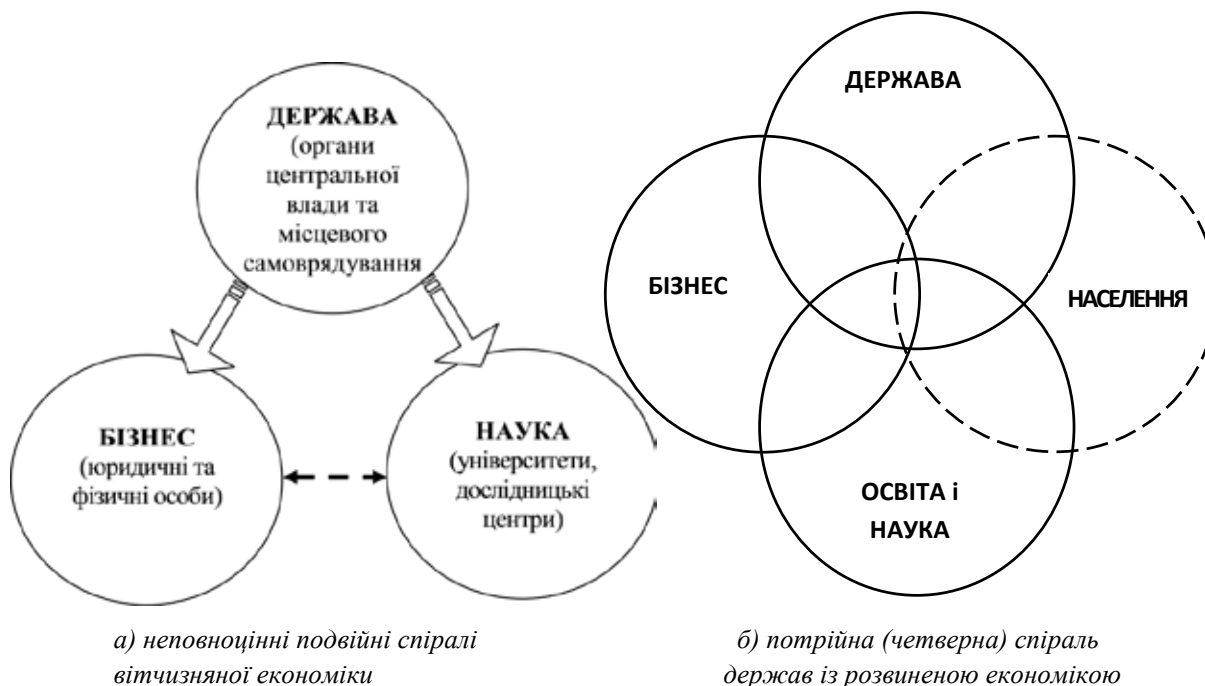 ДЕРЖАВА
(органи
центральної
влади та
місцевого
самоврядування
БІЗНЕС
(юридичні та
фізичні особи)
НАУКА
(університети,
дослідницькі
центри)
а) неповноцінні подвійні спіралі
вітчизняної економіки
ДЕРЖАВА
БІЗНЕС
НАСЕЛЕННЯ
ОСВІТА і
НАУКА
б) потрійна (четверна) спіраль
держав із розвиненою економікою